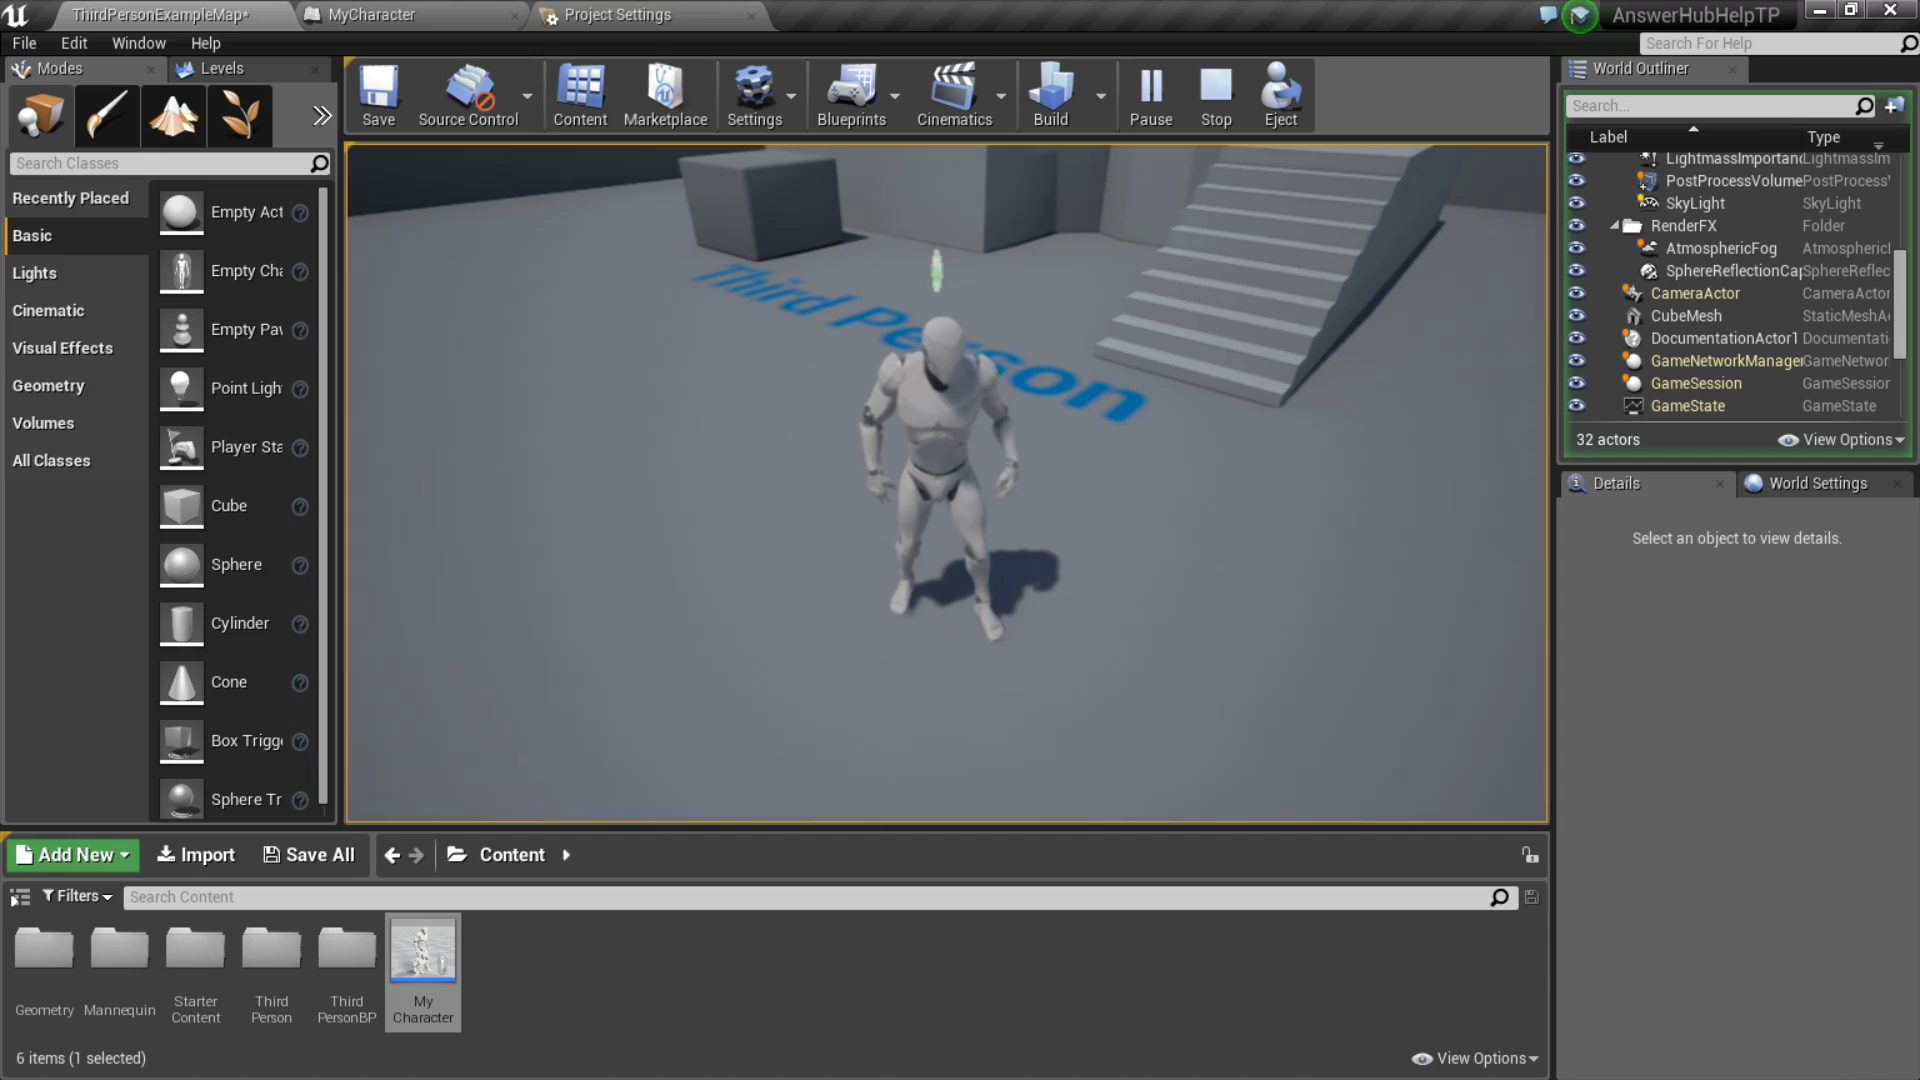 ThirdPersonExampleMap*
MyCharacter
Project Settings
AnswerHubHelpTP
File Edit Window Help
Search For Help
Modes
Levels
Save
Source Control
Content
Marketplace
Settings
Blueprints
Cinematics
Build
Pause
Stop
Eject
Search Classes
Recently Placed
Basic
Lights
Cinematic
Visual Effects
Geometry
Volumes
All Classes
Empty Act
Empty Cha
Empty Pav
Point Ligh
Player Sta
Cube
Sphere
Cylinder
Cone
Box Trigg
Sphere Tr
Third Person
World Outliner
Search...
Label Type
LightmassImportan LightmassIm
PostProcessVolume PostProcess
SkyLight SkyLight
RenderFX Folder
AtmosphericFog Atmospheric
SphereReflectionCap SphereReflec
CameraActor CameraActor
CubeMesh StaticMeshA
DocumentationActor1 Documentati
GameNetworkManager GameNetwor
GameSession GameSession
GameState GameState
32 actors
View Options
Details
World Settings
Select an object to view details.
Add New
Import
Save All
Content
Filters
Search Content
Geometry
Mannequin
Starter
Content
Third
Person
Third
PersonBP
My
Character
6 items (1 selected)
View Options